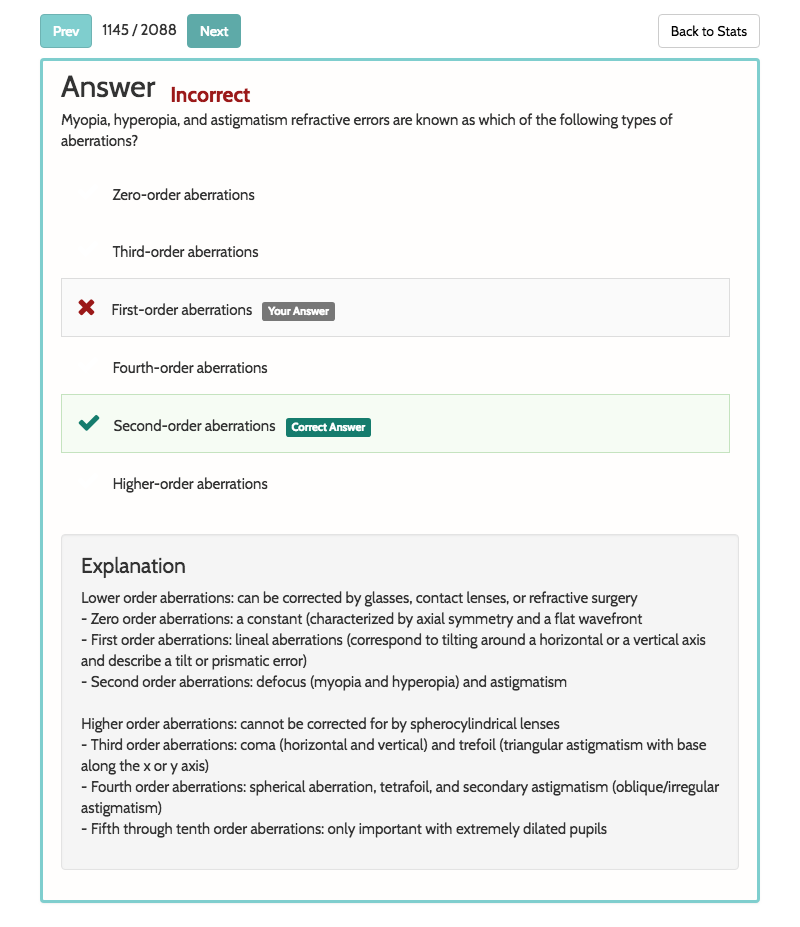 Prev 1145 / 2088 Next Back to Stats
Answer Incorrect
Myopia, hyperopia, and astigmatism refractive errors are known as which of the following types of
aberrations?
Zero-order aberrations
Third-order aberrations
First-order aberrations Your Answer
Fourth-order aberrations
Second-order aberrations Correct Answer
Higher-order aberrations
Explanation
Lower order aberrations: can be corrected by glasses, contact lenses, or refractive surgery
- Zero order aberrations: a constant (characterized by axial symmetry and a flat wavefront
- First order aberrations: lineal aberrations (correspond to tilting around a horizontal or a vertical axis
and describe a tilt or prismatic error)
- Second order aberrations: defocus (myopia and hyperopia) and astigmatism
Higher order aberrations: cannot be corrected for by spherocylindrical lenses
- Third order aberrations: coma (horizontal and vertical) and trefoil (triangular astigmatism with base
along the x or y axis)
- Fourth order aberrations: spherical aberration, tetrafoil, and secondary astigmatism (oblique/irregular
astigmatism)
- Fifth through tenth order aberrations: only important with extremely dilated pupils